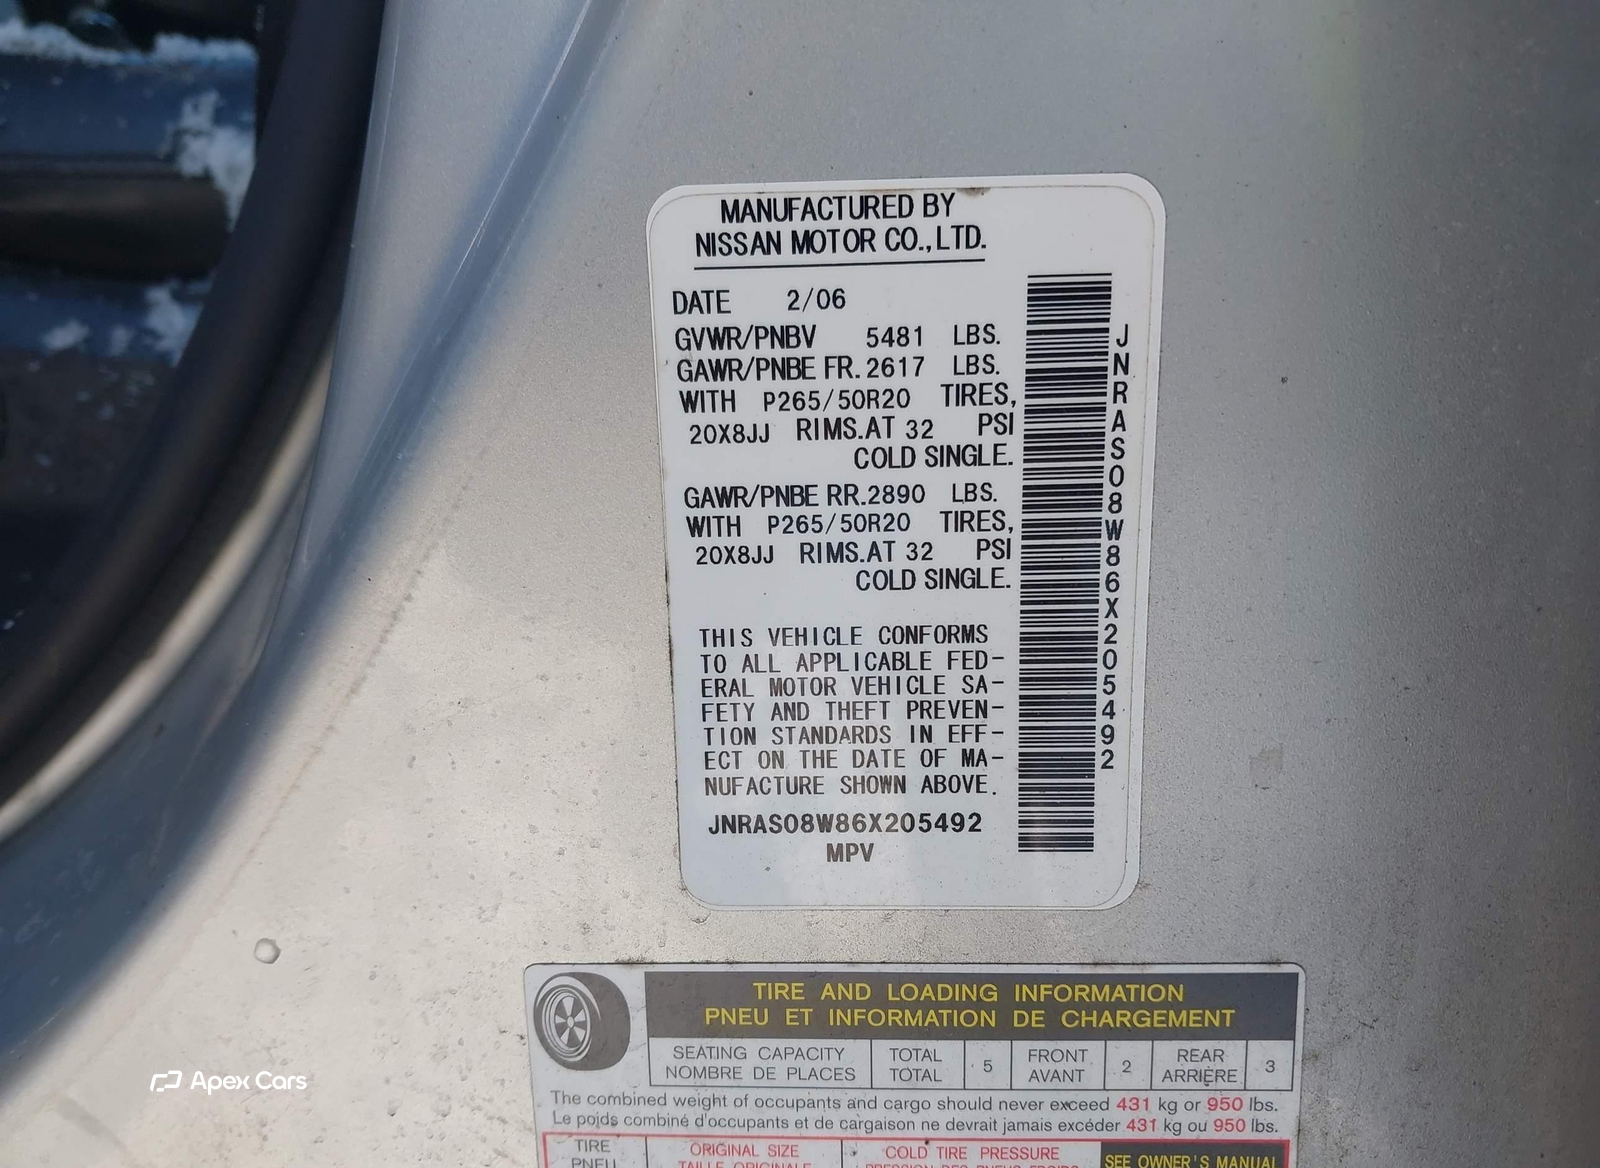 MANUFACTURED BY
NISSAN MOTOR CO.,LTD.
DATE 2/06
GVWR/PNBV 5481 LBS.
GAWR/PNBE FR. 2617 LBS.
WITH P265/50R20 TIRES,
20X8JJ RIMS.AT 32 PSI
COLD SINGLE.
GAWR/PNBE RR. 2890 LBS.
WITH P265/50R20 TIRES,
20X8JJ RIMS.AT 32 PSI
COLD SINGLE.
THIS VEHICLE CONFORMS
TO ALL APPLICABLE FED-
ERAL MOTOR VEHICLE SA-
FETY AND THEFT PREVEN-
TION STANDARDS IN EFF-
ECT ON THE DATE OF MA-
NUFACTURE SHOWN ABOVE.
JNRAS08W86X205492
MPV
JNRAS08W86X205492
TIRE AND LOADING INFORMATION
PNEU ET INFORMATION DE CHARGEMENT
SEATING CAPACITY TOTAL 5 FRONT 2 REAR 3
NOMBRE DE PLACES TOTAL AVANT ARRIÈRE
The combined weight of occupants and cargo should never exceed 431 kg or 950 lbs.
Le poids combiné d'occupants et de cargaison ne devrait jamais excéder 431 kg ou 950 lbs.
TIRE ORIGINAL SIZE COLD TIRE PRESSURE SEE OWNER'S MANUAL
PNEU TAILLE ORIGINALE PRESSION DES PNEUS FROIDS
Apex Cars